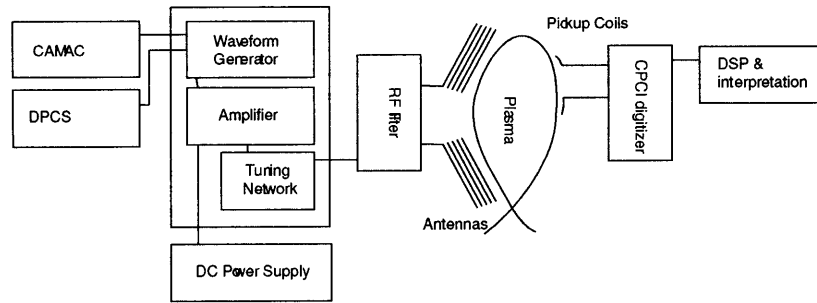 CAMAC
DPCS
Waveform
Generator
Amplifier
Tuning
Network
DC Power Supply
RF filter
Antennas
Plasma
Pickup Coils
CPCI digitizer
DSP &
interpretation